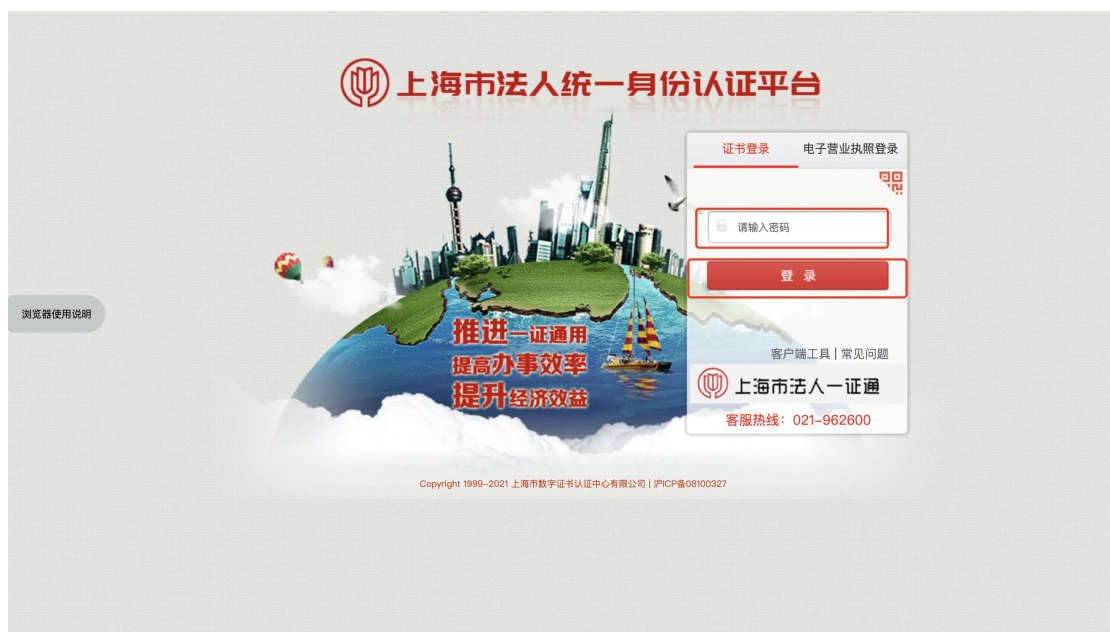 上海市法人统一身份认证平台
证书登录
电子营业执照登录
请输入密码
登 录
浏览器使用说明
推进一证通用
提高办事效率
提升经济效益
客户端工具 | 常见问题
上海市法人一证通
客服热线：021-962600
Copyright 1999-2021 上海市数字证书认证中心有限公司 | 沪ICP备08100327